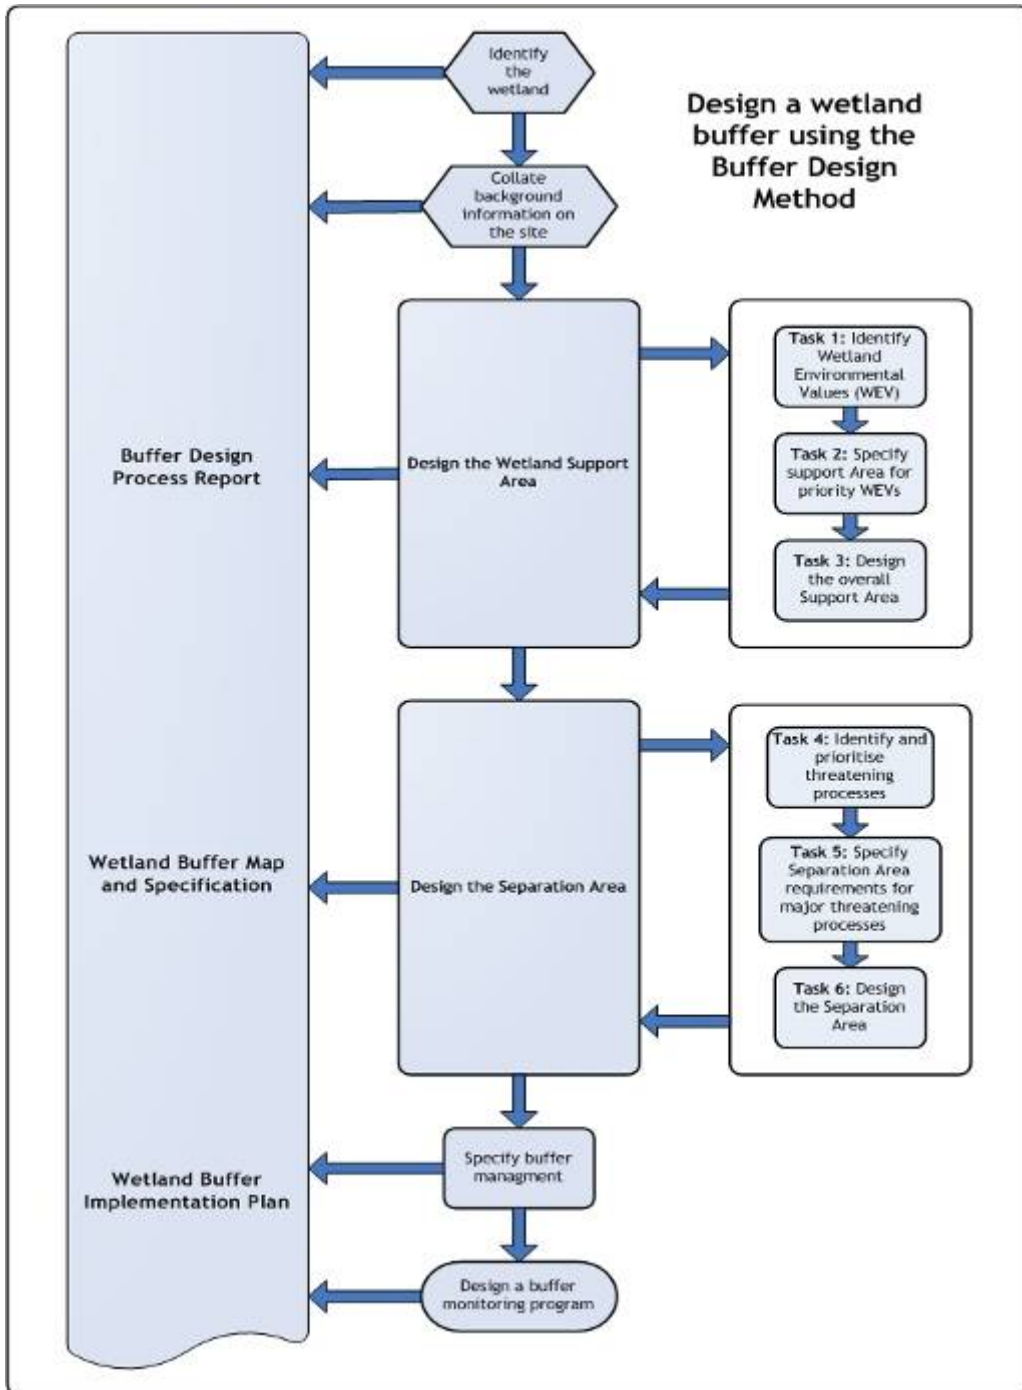 Identify
the
wetland
Design a wetland
buffer using the
Buffer Design
Method
Collate
background
information on
the site
Task 1: Identify
Wetland
Environmental
Values (WEV)
Buffer Design
Process Report
Design the Wetland Support
Area
Task 2: Specify
support Area for
priority WEVs
Task 3: Design
the overall
Support Area
Task 4: Identify and
prioritise
threatening
processes
Wetland Buffer Map
and Specification
Design the Separation Area
Task 5: Specify
Separation Area
requirements for
major threatening
processes
Task 6: Design
the Separation
Area
Wetland Buffer
Implementation Plan
Specify buffer
managment
Design a buffer
monitoring program